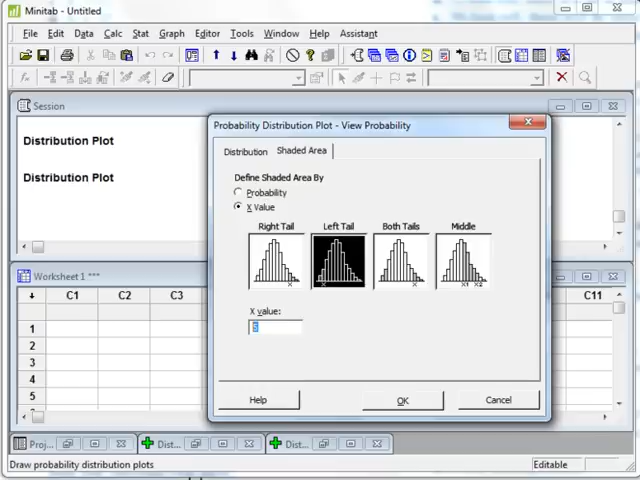 Minitab - Untitled
File Edit Data Calc Stat Graph Editor Tools Window Help Assistant
Session
Distribution Plot
Distribution Plot
Probability Distribution Plot - View Probability
Distribution Shaded Area
Define Shaded Area By
Probability
X Value
Right Tail Left Tail Both Tails Middle
X X X X1 X2
X value:
5
Help OK Cancel
Worksheet 1 ***
C1 C2 C3 C11
1
2
3
4
5
Proj... Dist... Dist...
Draw probability distribution plots Editable